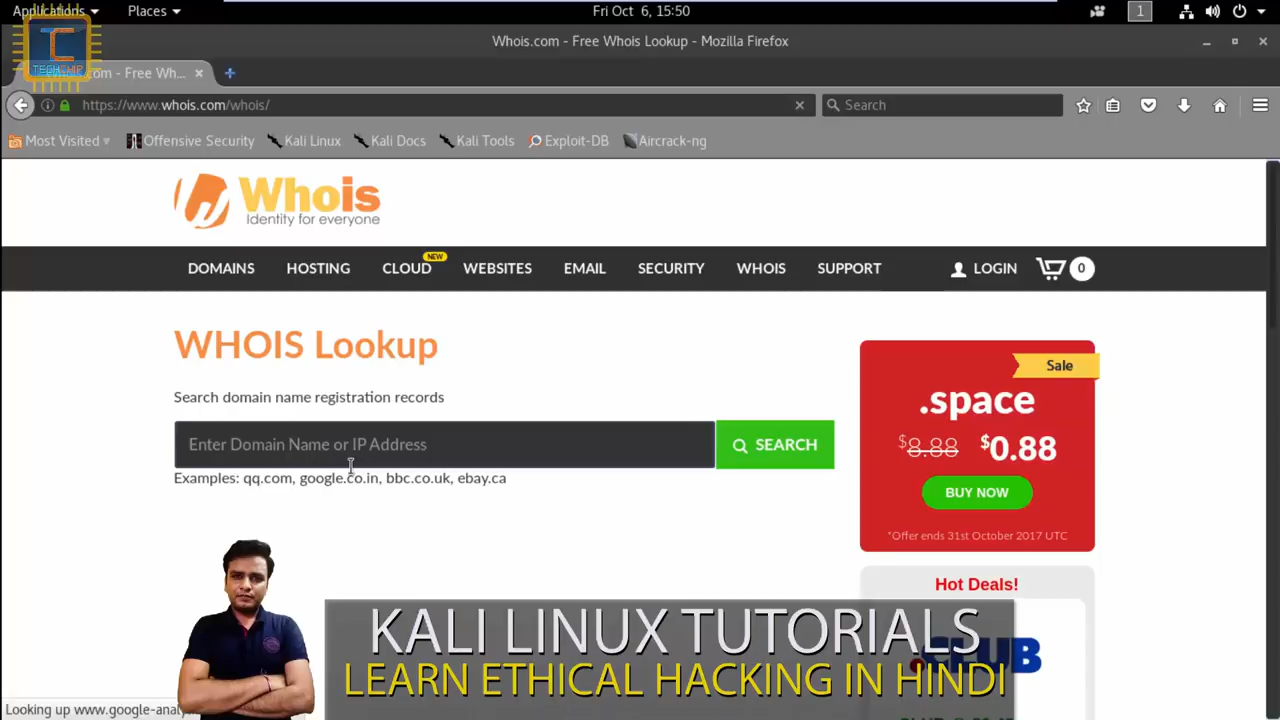 Applications
Places
Fri Oct 6, 15:50
1
Whois.com - Free Whois Lookup - Mozilla Firefox
TECHCHIP
.com - Free Wh...
https://www.whois.com/whois/
Search
Most Visited
Offensive Security
Kali Linux
Kali Docs
Kali Tools
Exploit-DB
Aircrack-ng
Whois
Identity for everyone
DOMAINS
HOSTING
CLOUD
NEW
WEBSITES
EMAIL
SECURITY
WHOIS
SUPPORT
LOGIN
0
WHOIS Lookup
Search domain name registration records
Enter Domain Name or IP Address
SEARCH
Examples: qq.com, google.co.in, bbc.co.uk, ebay.ca
Sale
.space
$8.88 $0.88
BUY NOW
*Offer ends 31st October 2017 UTC
Hot Deals!
KALI LINUX TUTORIALS
LEARN ETHICAL HACKING IN HINDI
Looking up www.google-analy